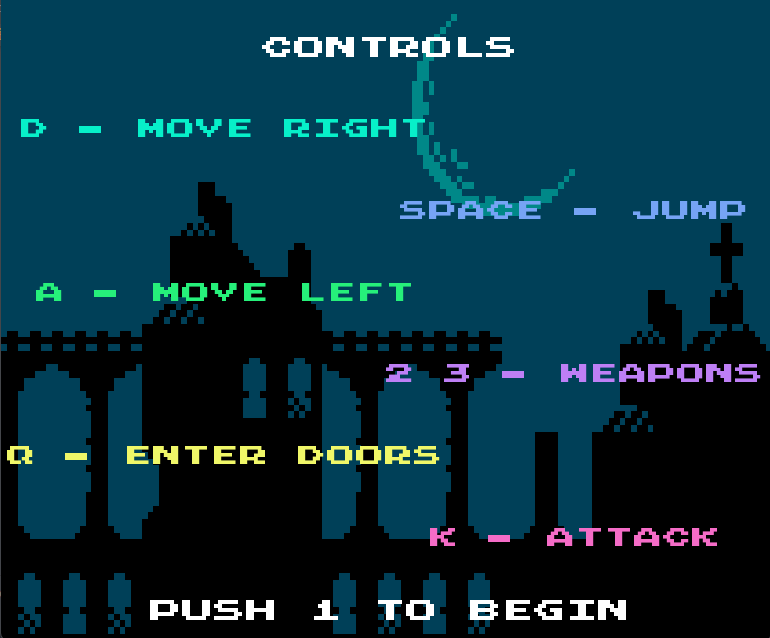 CONTROLS
D - MOVE RIGHT
SPACE - JUMP
A - MOVE LEFT
2 3 - WEAPONS
Q - ENTER DOORS
K - ATTACK
PUSH 1 TO BEGIN